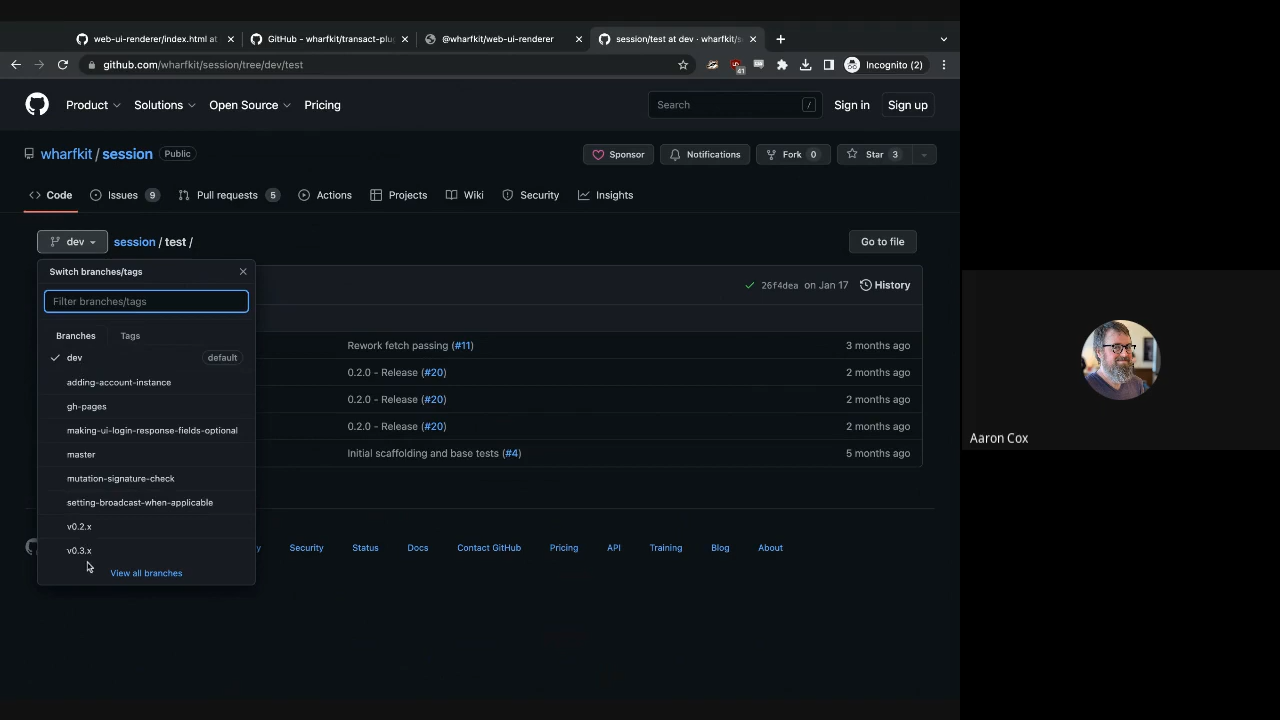 web-ui-renderer/index.html at
GitHub - wharfkit/transact-plu
@wharfkit/web-ui-renderer
session/test at dev · wharfkit/s
github.com/wharfkit/session/tree/dev/test
41
Incognito (2)
Product
Solutions
Open Source
Pricing
Search
/
Sign in
Sign up
wharfkit / session
Public
Sponsor
Notifications
Fork 0
Star 3
Code
Issues 9
Pull requests 5
Actions
Projects
Wiki
Security
Insights
dev
session / test /
Go to file
Switch branches/tags
Filter branches/tags
Branches
Tags
dev
default
adding-account-instance
gh-pages
making-ui-login-response-fields-optional
master
mutation-signature-check
setting-broadcast-when-applicable
v0.2.x
v0.3.x
View all branches
26f4dea on Jan 17
History
Rework fetch passing (#11)
3 months ago
0.2.0 - Release (#20)
2 months ago
0.2.0 - Release (#20)
2 months ago
0.2.0 - Release (#20)
2 months ago
Initial scaffolding and base tests (#4)
5 months ago
y
Security
Status
Docs
Contact GitHub
Pricing
API
Training
Blog
About
Aaron Cox